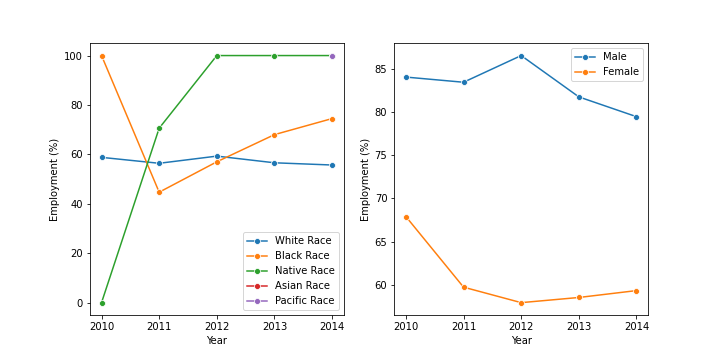 100
80
60
40
20
0
Employment (%)
2010 2011 2012 2013 2014
Year
White Race
Black Race
Native Race
Asian Race
Pacific Race
85
80
75
70
65
60
Employment (%)
2010 2011 2012 2013 2014
Year
Male
Female